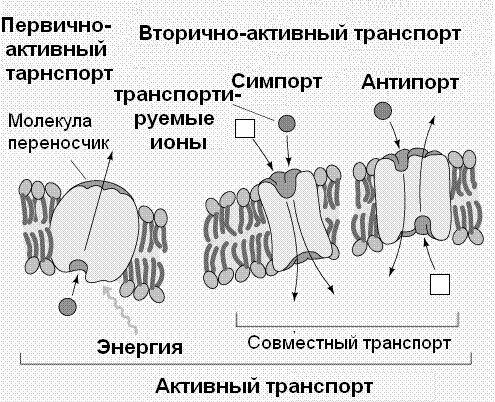 Первично-
активный
тарнспорт
Вторично-активный транспорт
Симпорт
Антипорт
транспорти-
руемые
ионы
Молекула
переносчик
Энергия
Совместный транспорт
Активный транспорт